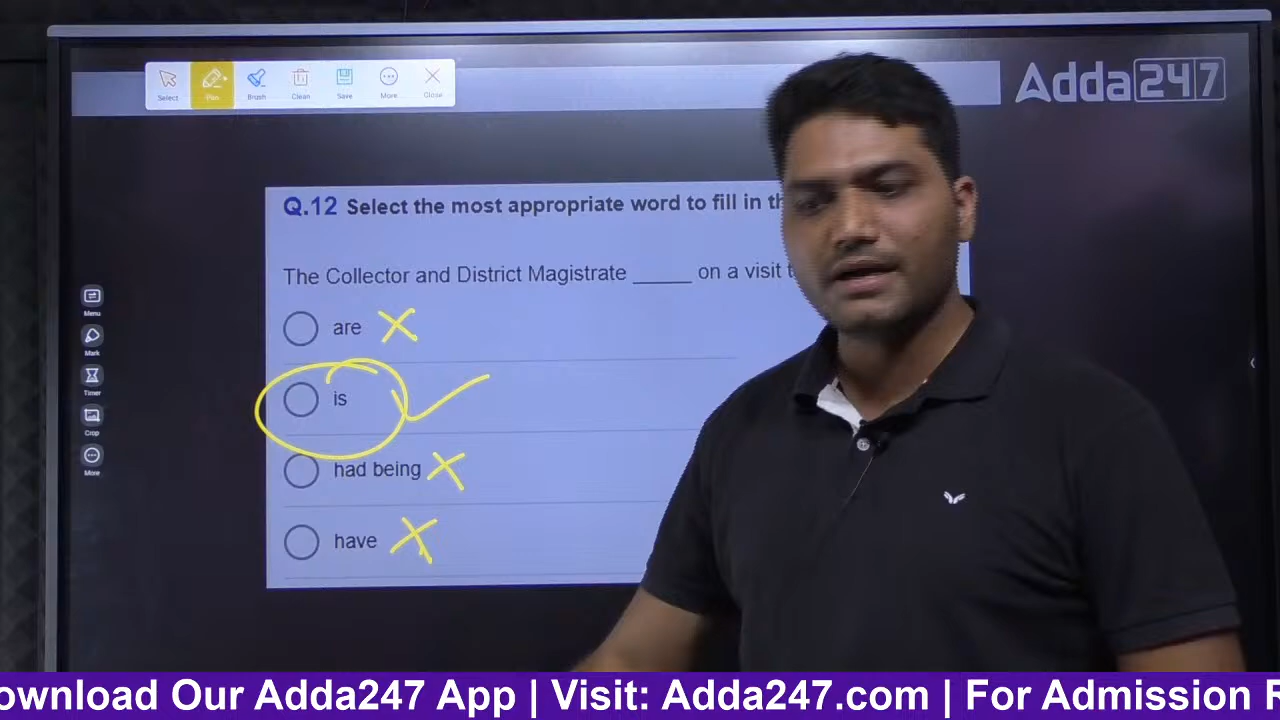 Select
Pen
Brush
Clean
Save
More
Close
Adda247
Q.12 Select the most appropriate word to fill in
The Collector and District Magistrate _____ on a visit
are
is
had being
have
Menu
Mark
Timer
Crop
More
ownload Our Adda247 App | Visit: Adda247.com | For Admission